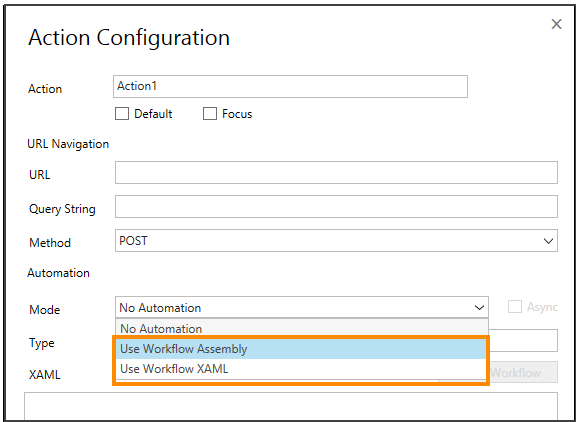 Action Configuration
Action Action1
Default Focus
URL Navigation
URL
Query String
Method POST
Automation
Mode No Automation Async
No Automation
Type Use Workflow Assembly
Use Workflow XAML
XAML Workflow